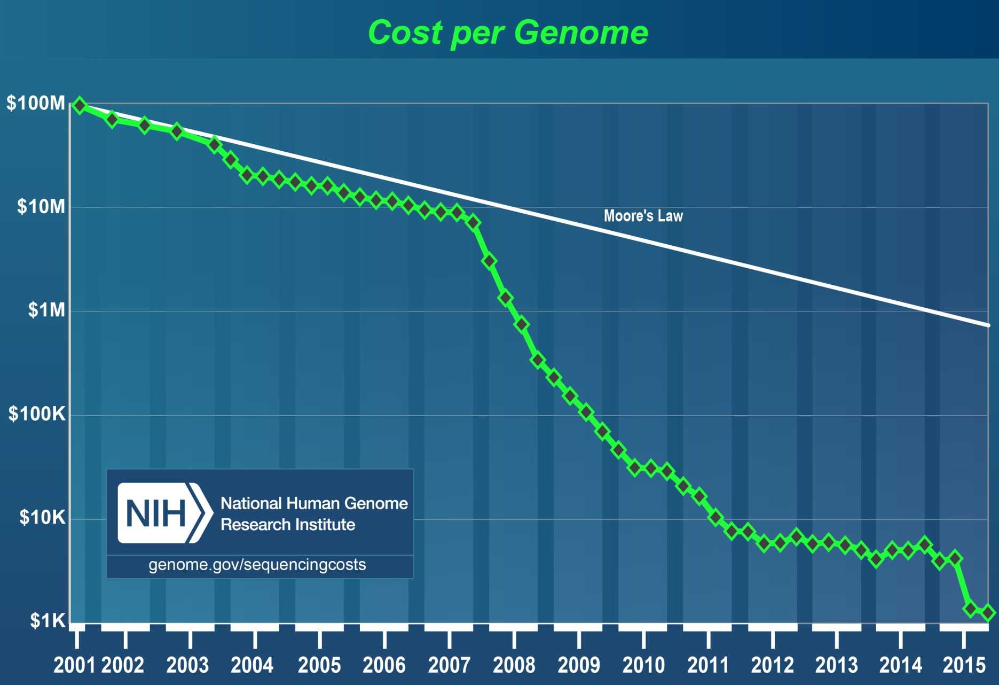 Cost per Genome
$100M
$10M
$1M
$100K
$10K
$1K
Moore's Law
NIH
National Human Genome
Research Institute
genome.gov/sequencingcosts
2001 2002 2003 2004 2005 2006 2007 2008 2009 2010 2011 2012 2013 2014 2015